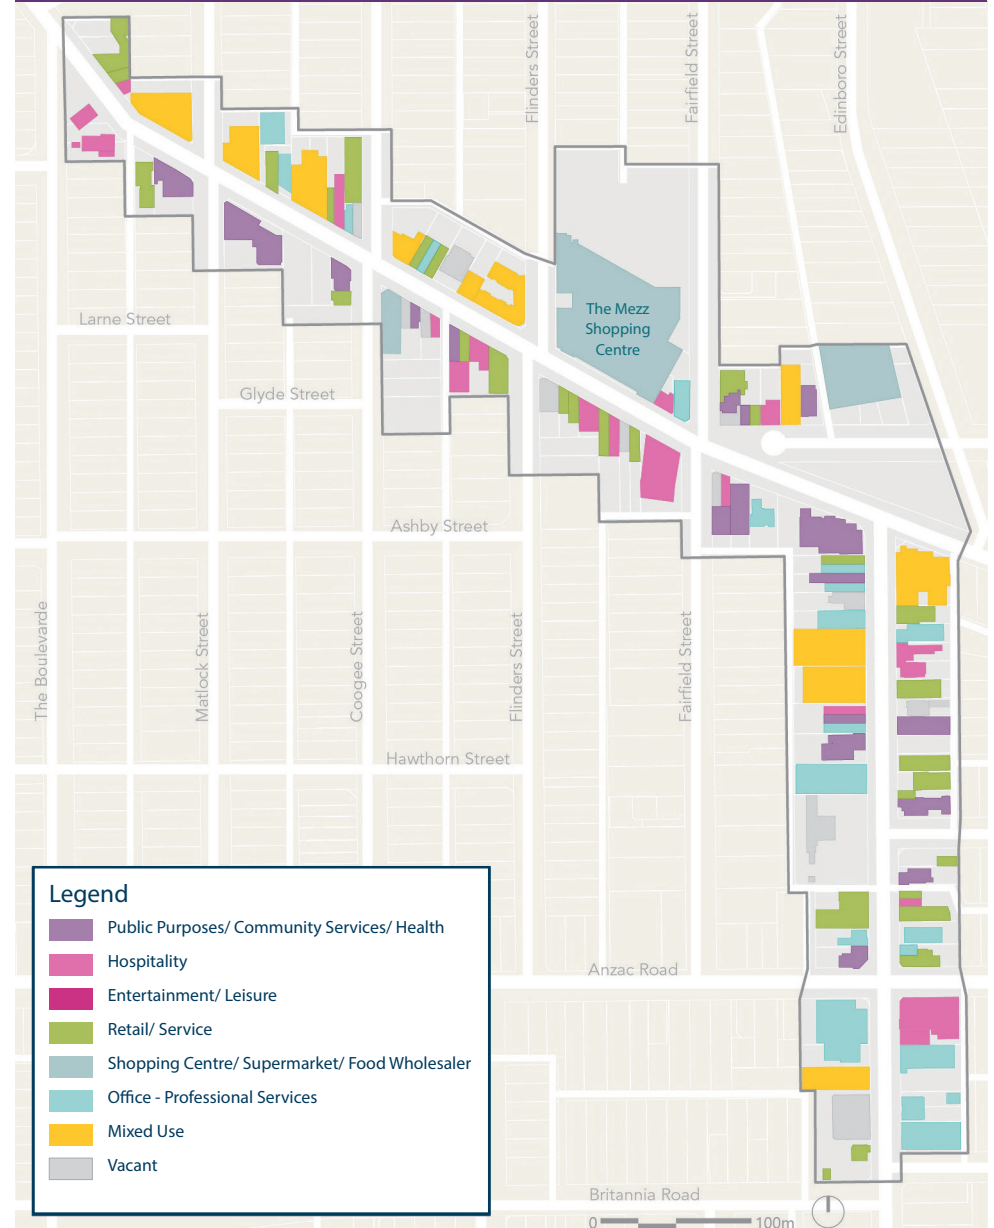 Flinders Street
Fairfield Street
Edinboro Street
The Mezz
Shopping
Centre
Larne Street
Glyde Street
Ashby Street
The Boulevarde
Matlock Street
Coogee Street
Flinders Street
Fairfield Street
Hawthorn Street
Legend
Public Purposes/ Community Services/ Health
Hospitality
Entertainment/ Leisure
Retail/ Service
Shopping Centre/ Supermarket/ Food Wholesaler
Office - Professional Services
Mixed Use
Vacant
Anzac Road
Britannia Road
0 100m